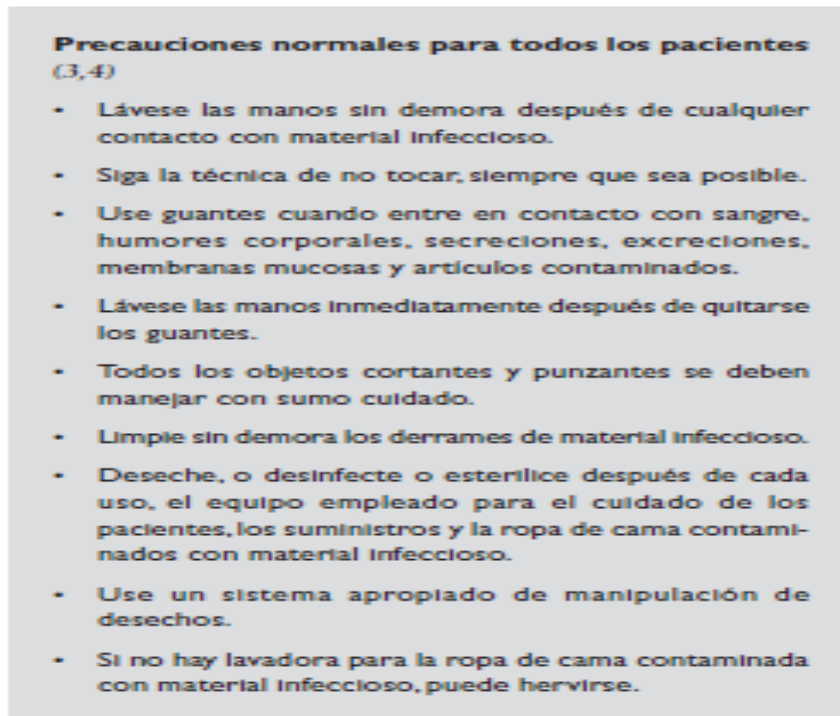 Precauciones normales para todos los pacientes
(3,4)
• Lávese las manos sin demora después de cualquier
contacto con material infeccioso.
• Siga la técnica de no tocar, siempre que sea posible.
• Use guantes cuando entre en contacto con sangre,
humores corporales, secreciones, excreciones,
membranas mucosas y artículos contaminados.
• Lávese las manos inmediatamente después de quitarse
los guantes.
• Todos los objetos cortantes y punzantes se deben
manejar con sumo cuidado.
• Limpie sin demora los derrames de material infeccioso.
• Deseche, o desinfecte o esterilice después de cada
uso, el equipo empleado para el cuidado de los
pacientes, los suministros y la ropa de cama contami-
nados con material infeccioso.
• Use un sistema apropiado de manipulación de
desechos.
• Si no hay lavadora para la ropa de cama contaminada
con material infeccioso, puede hervirse.